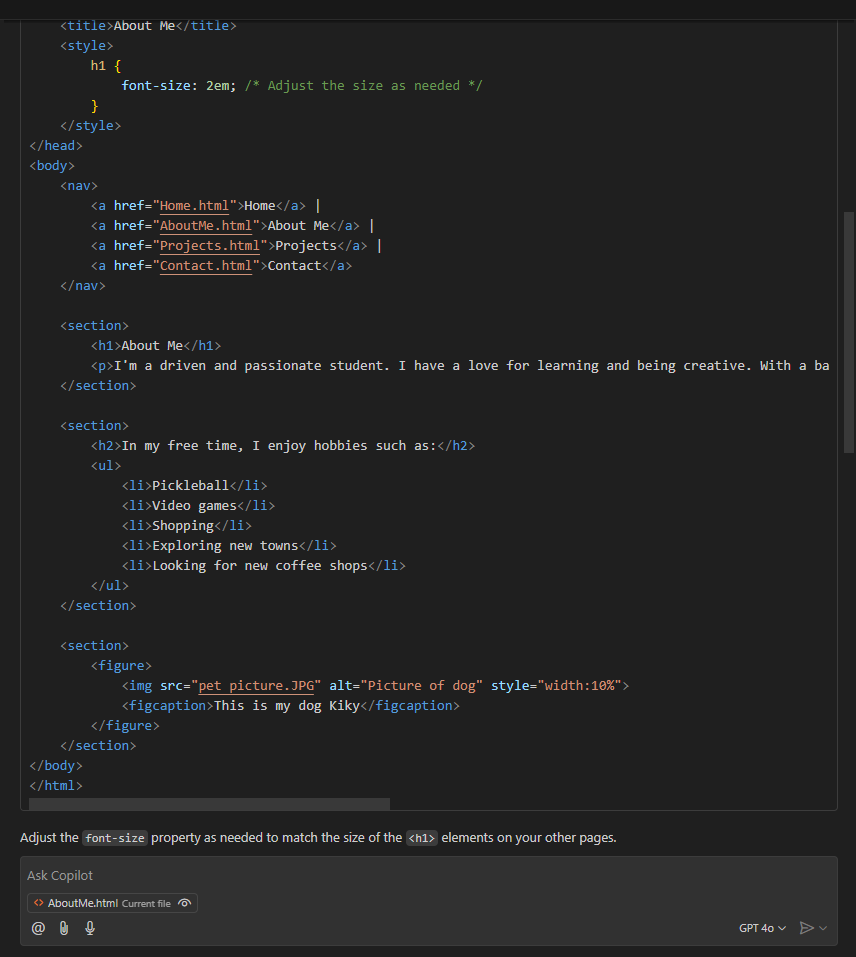 <title>About Me</title>
<style>
h1 {
font-size: 2em; /* Adjust the size as needed */
}
</style>
</head>
<body>
<nav>
<a href="Home.html">Home</a> |
<a href="AboutMe.html">About Me</a> |
<a href="Projects.html">Projects</a> |
<a href="Contact.html">Contact</a>
</nav>
<section>
<h1>About Me</h1>
<p>I'm a driven and passionate student. I have a love for learning and being creative. With a ba
</section>
<section>
<h2>In my free time, I enjoy hobbies such as:</h2>
<ul>
<li>Pickleball</li>
<li>Video games</li>
<li>Shopping</li>
<li>Exploring new towns</li>
<li>Looking for new coffee shops</li>
</ul>
</section>
<section>
<figure>
<img src="pet picture.JPG" alt="Picture of dog" style="width:10%">
<figcaption>This is my dog Kiky</figcaption>
</figure>
</section>
</body>
</html>
Adjust the font-size property as needed to match the size of the <h1> elements on your other pages.
Ask Copilot
<> AboutMe.html Current file
@ GPT 4o